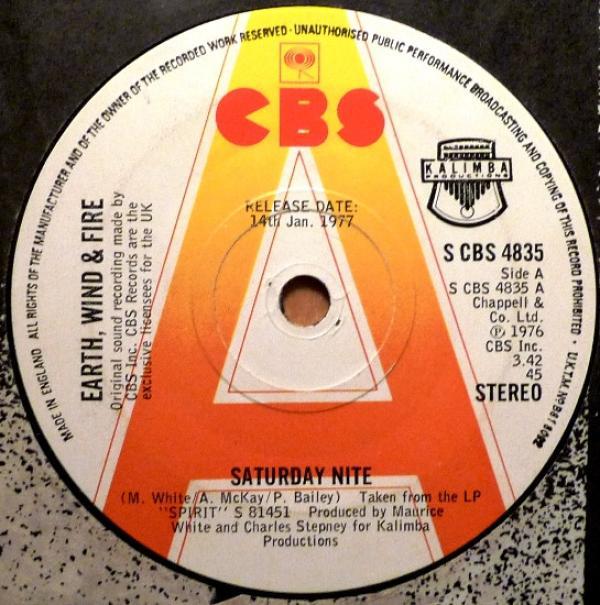 MADE IN ENGLAND ALL RIGHTS OF THE MANUFACTURER AND OF THE OWNER OF THE RECORDED WORK RESERVED · UNAUTHORISED PUBLIC PERFORMANCE BROADCASTING AND COPYING OF THIS RECORD PROHIBITED ·
CBS
KALIMBA
PRODUCTIONS
RELEASE DATE:
14th Jan. 1977
EARTH, WIND & FIRE
Original sound recording made by
CBS Inc. CBS Records are the
exclusive licensees for the UK
S CBS 4835
Side A
S CBS 4835 A
Chappell &
Co. Ltd.
℗ 1976
CBS Inc.
3.42
45
STEREO
SATURDAY NITE
(M. White/A. McKay/P. Bailey) Taken from the LP
"SPIRIT" S 81451 Produced by Maurice
White and Charles Stepney for Kalimba
Productions